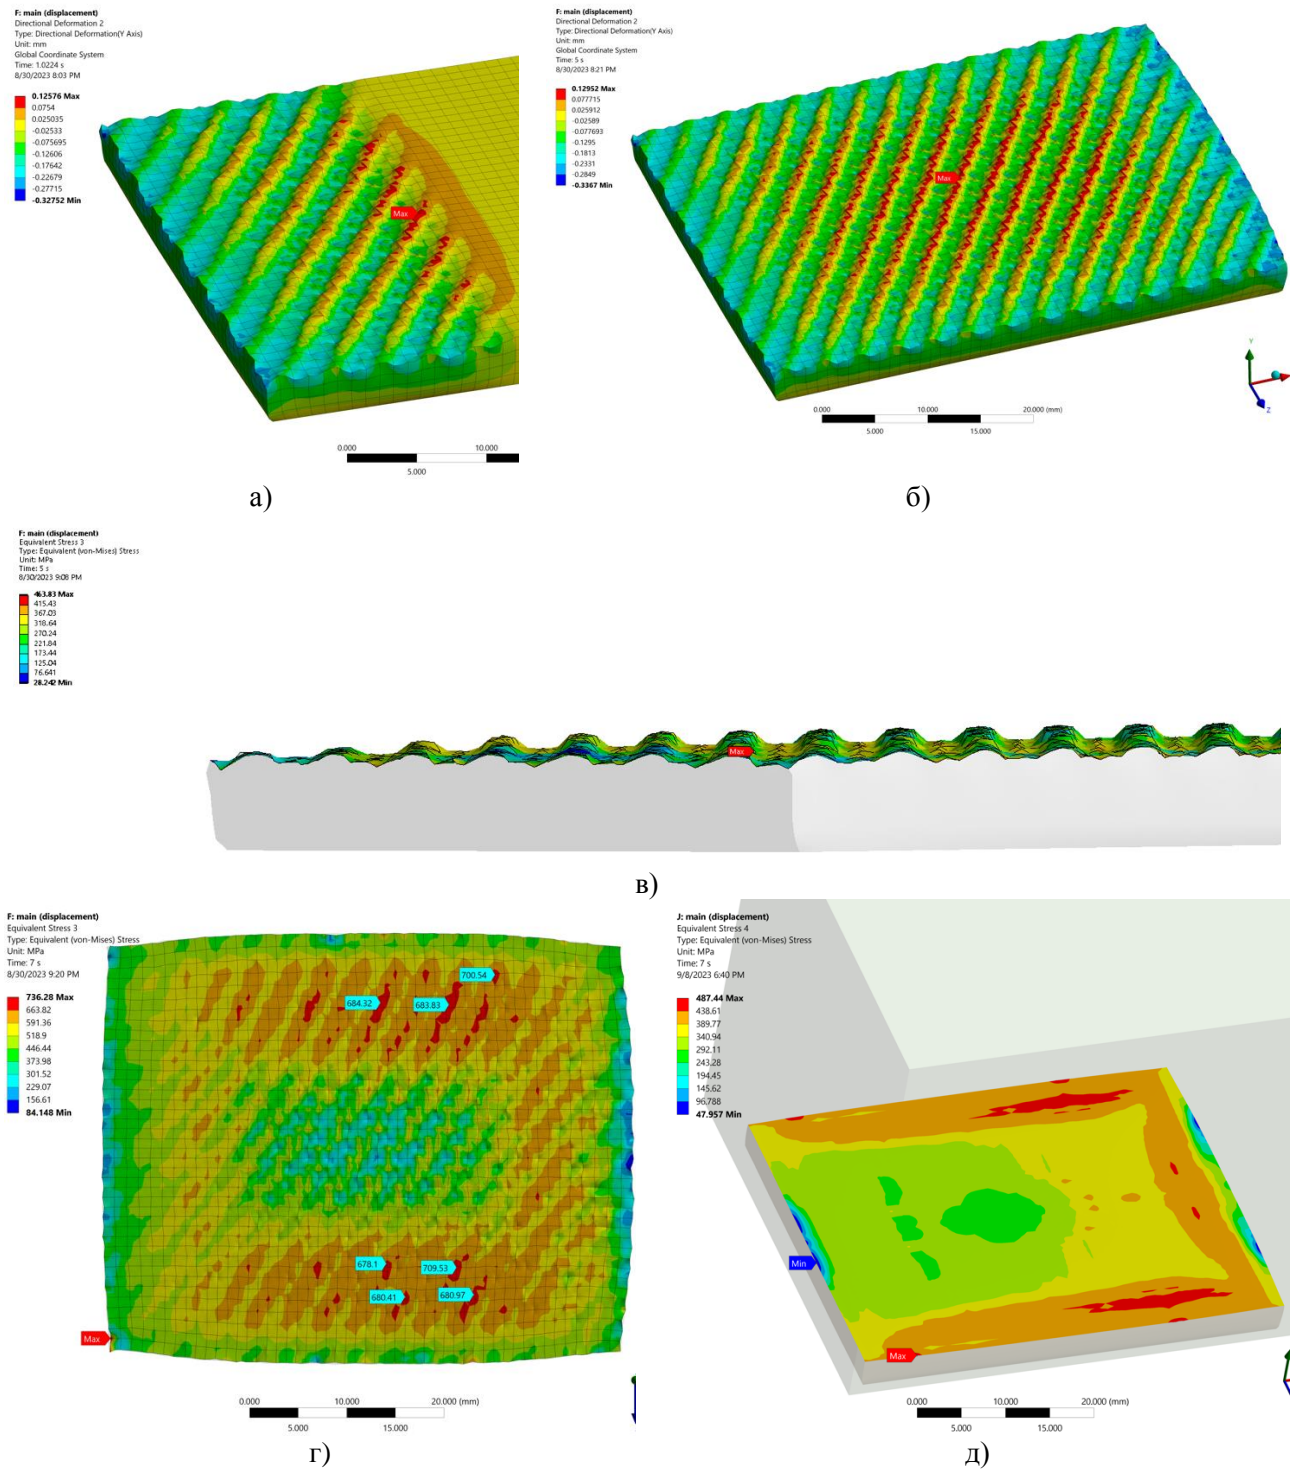 F: main (displacement)
Directional Deformation 2
Type: Directional Deformation(Y Axis)
Unit: mm
Global Coordinate System
Time: 1.0224 s
8/30/2023 8:03 PM
0.12576 Max
0.0754
0.025035
-0.02533
-0.075695
-0.12606
-0.17642
-0.22679
-0.27715
-0.32752 Min
Max
0.000
10.000
5.000
а)
F: main (displacement)
Directional Deformation 2
Type: Directional Deformation(Y Axis)
Unit: mm
Global Coordinate System
Time: 5 s
8/30/2023 8:21 PM
0.12952 Max
0.077715
0.025912
-0.02589
-0.077693
-0.1295
-0.1813
-0.2331
-0.2849
-0.3367 Min
Max
Y
Z
0.000
10.000
20.000 (mm)
5.000
15.000
б)
F: main (displacement)
Equivalent Stress 3
Type: Equivalent (von-Mises) Stress
Unit: MPa
Time: 5 s
8/30/2023 9:08 PM
463.83 Max
415.43
367.03
318.64
270.24
221.84
173.44
125.04
76.641
28.242 Min
Max
в)
F: main (displacement)
Equivalent Stress 3
Type: Equivalent (von-Mises) Stress
Unit: MPa
Time: 7 s
8/30/2023 9:20 PM
736.28 Max
663.82
591.36
518.9
446.44
373.98
301.52
229.07
156.61
84.148 Min
700.54
684.32
683.83
678.1
709.53
680.41
680.97
Max
0.000
10.000
20.000 (mm)
5.000
15.000
г)
J: main (displacement)
Equivalent Stress 4
Type: Equivalent (von-Mises) Stress
Unit: MPa
Time: 7 s
9/8/2023 6:40 PM
487.44 Max
438.61
389.77
340.94
292.11
243.28
194.45
145.62
96.788
47.957 Min
Min
Max
0.000
10.000
20.000 (mm)
5.000
15.000
д)